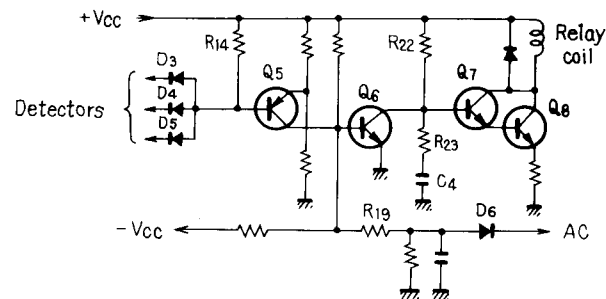 +Vcc
R14
R22
Relay coil
D3
Q5
Q7
D4
Q6
Q8
Detectors
D5
R23
C4
-Vcc
R19
D6
AC